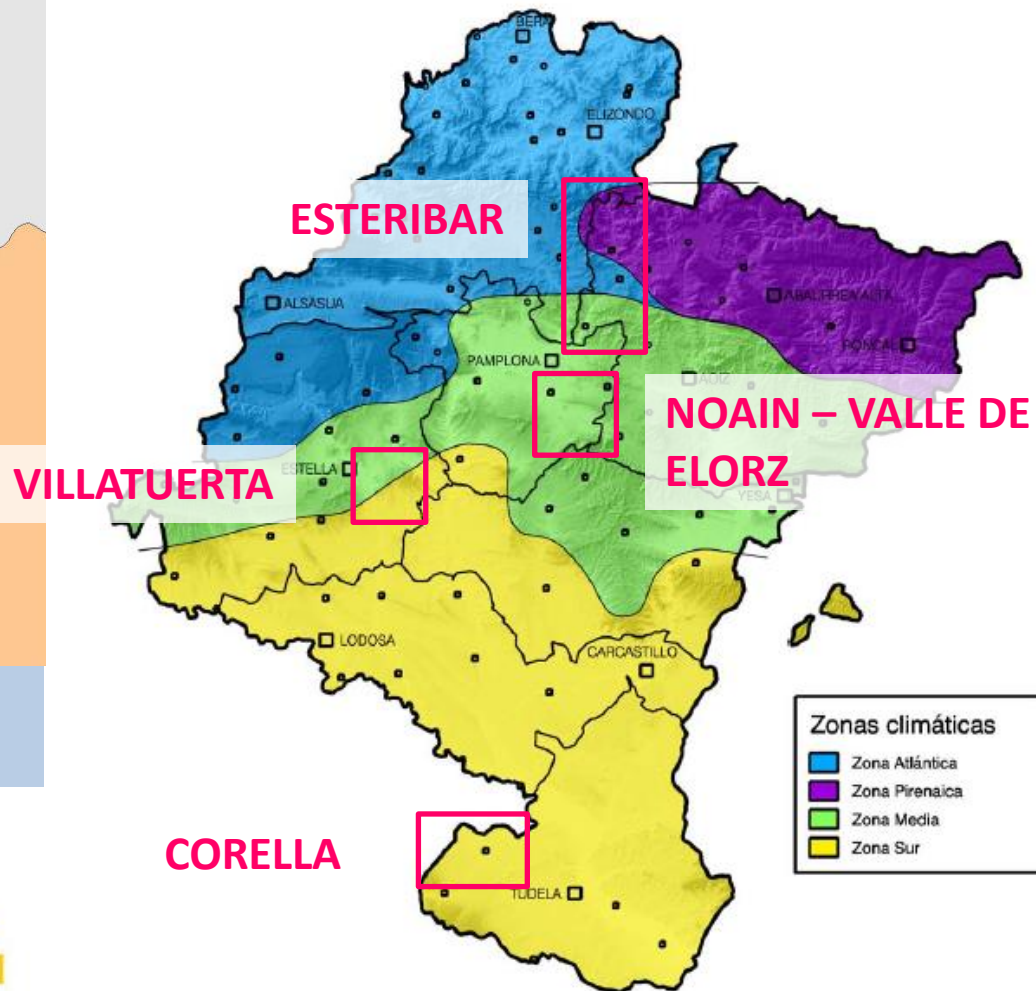 BERA
ELIZONDO
ESTERIBAR
ALSASUA
ABAURREA ALTA
RONCAL
PAMPLONA
AOIZ
NOAIN – VALLE DE
ELORZ
ESTELLA
VILLATUERTA
YESA
LODOSA
CARCASTILLO
Zonas climáticas
Zona Atlántica
Zona Pirenaica
Zona Media
Zona Sur
CORELLA
TUDELA